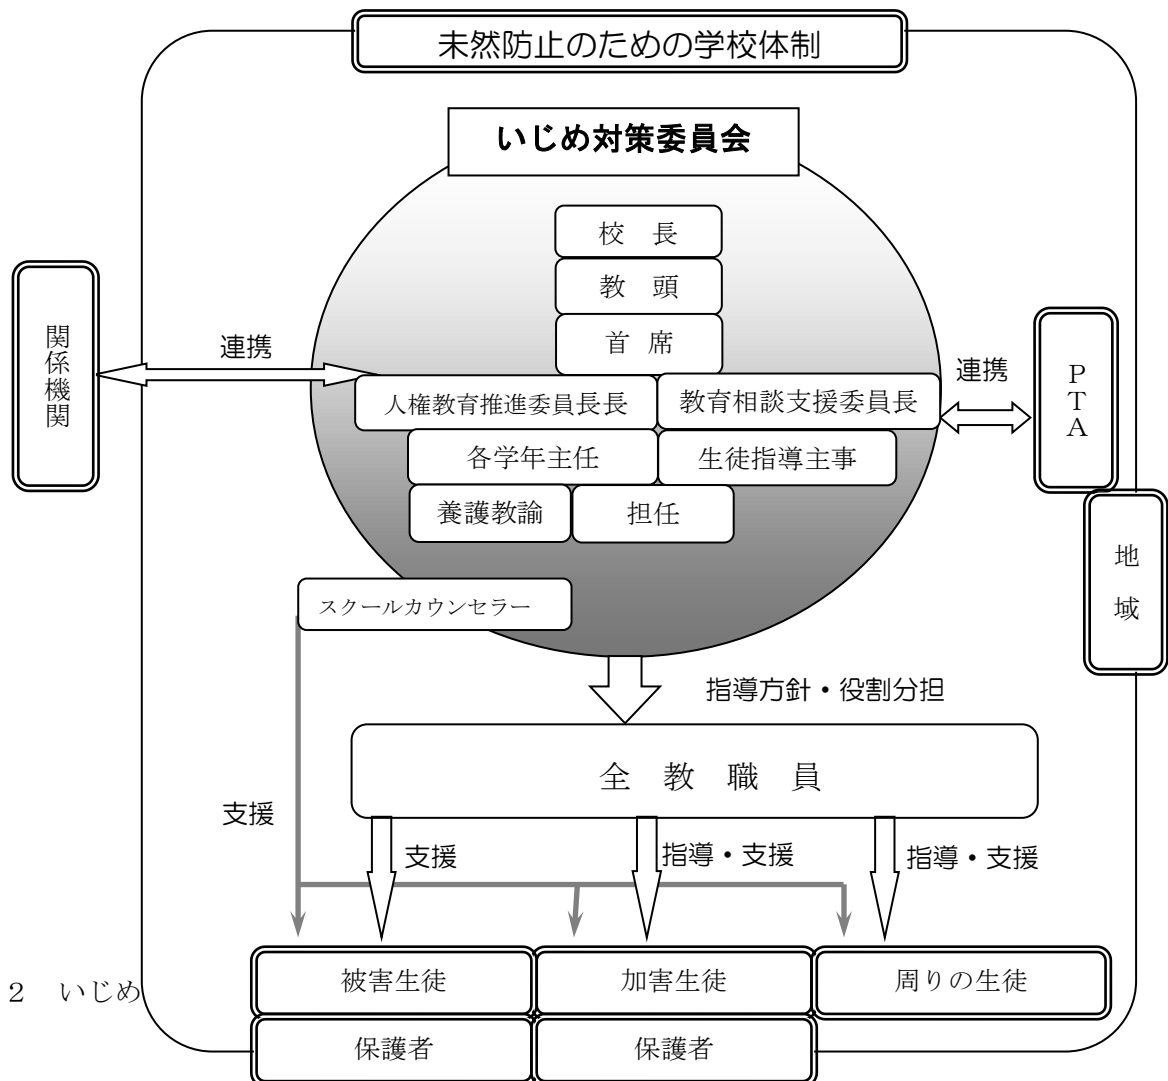 未然防止のための学校体制
いじめ対策委員会
校　長
教　頭
首 席
人権教育推進委員長長
教育相談支援委員長
各学年主任
生徒指導主事
養護教諭
担任
スクールカウンセラー
関係機関
連携
連携
PTA
地域
指導方針・役割分担
全　教　職　員
支援
支援
指導・支援
指導・支援
被害生徒
加害生徒
周りの生徒
2　いじめ
保護者
保護者